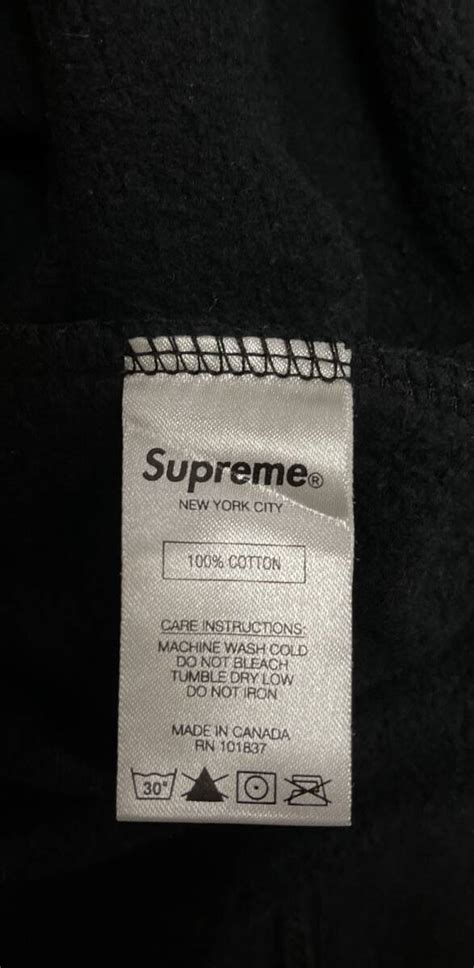 Supreme®
NEW YORK CITY
100% COTTON
CARE INSTRUCTIONS:
MACHINE WASH COLD
DO NOT BLEACH
TUMBLE DRY LOW
DO NOT IRON
MADE IN CANADA
RN 101837
30°